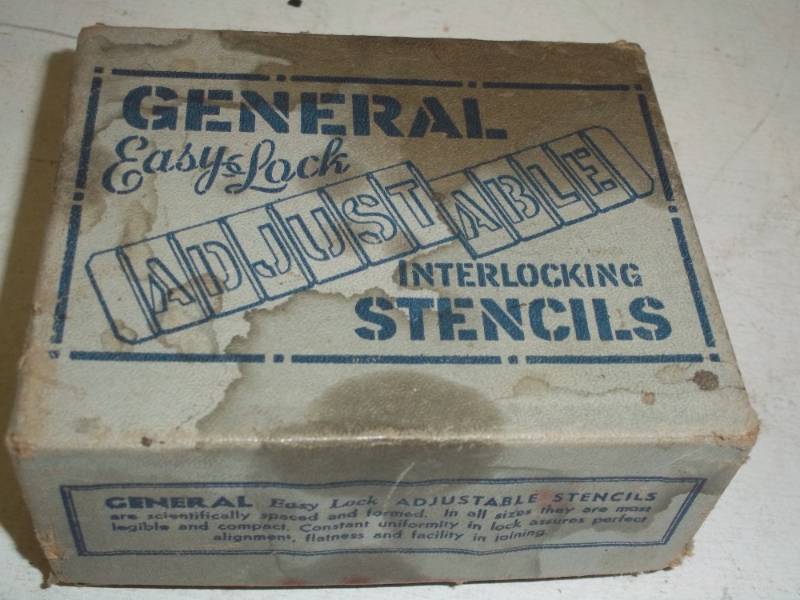 GENERAL
Easy Lock
ADJUSTABLE
INTERLOCKING
STENCILS
GENERAL Easy Lock ADJUSTABLE STENCILS
are scientifically spaced and formed. In all sizes they are most
legible and compact. Constant uniformity in lock assures perfect
alignment, flatness and facility in joining.